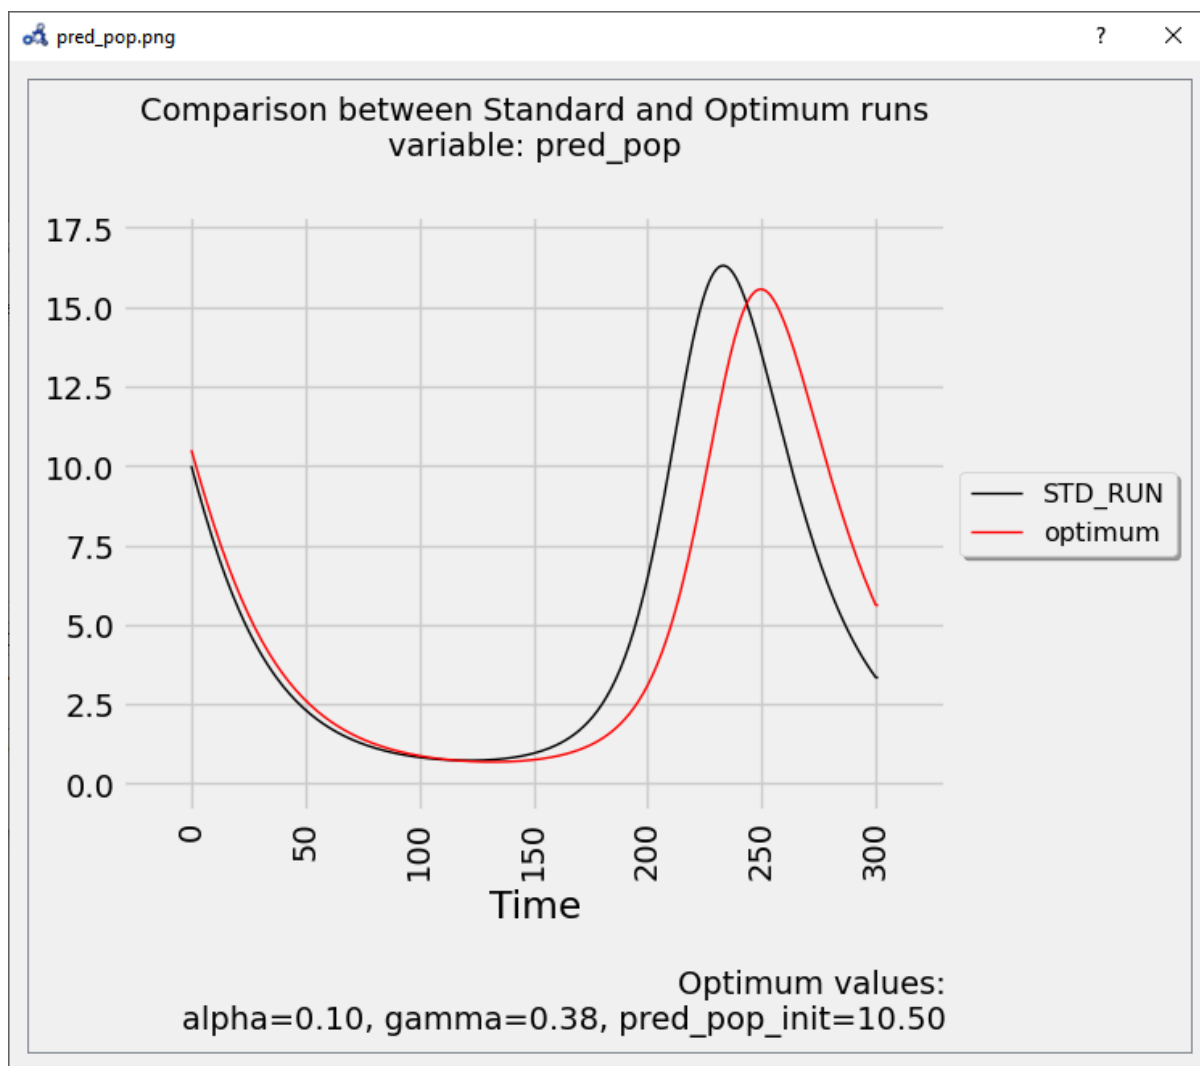 pred_pop.png
?
Comparison between Standard and Optimum runs
variable: pred_pop
17.5
15.0
12.5
10.0
7.5
5.0
2.5
0.0
0
50
100
150
200
250
300
Time
STD_RUN
optimum
Optimum values:
alpha=0.10, gamma=0.38, pred_pop_init=10.50